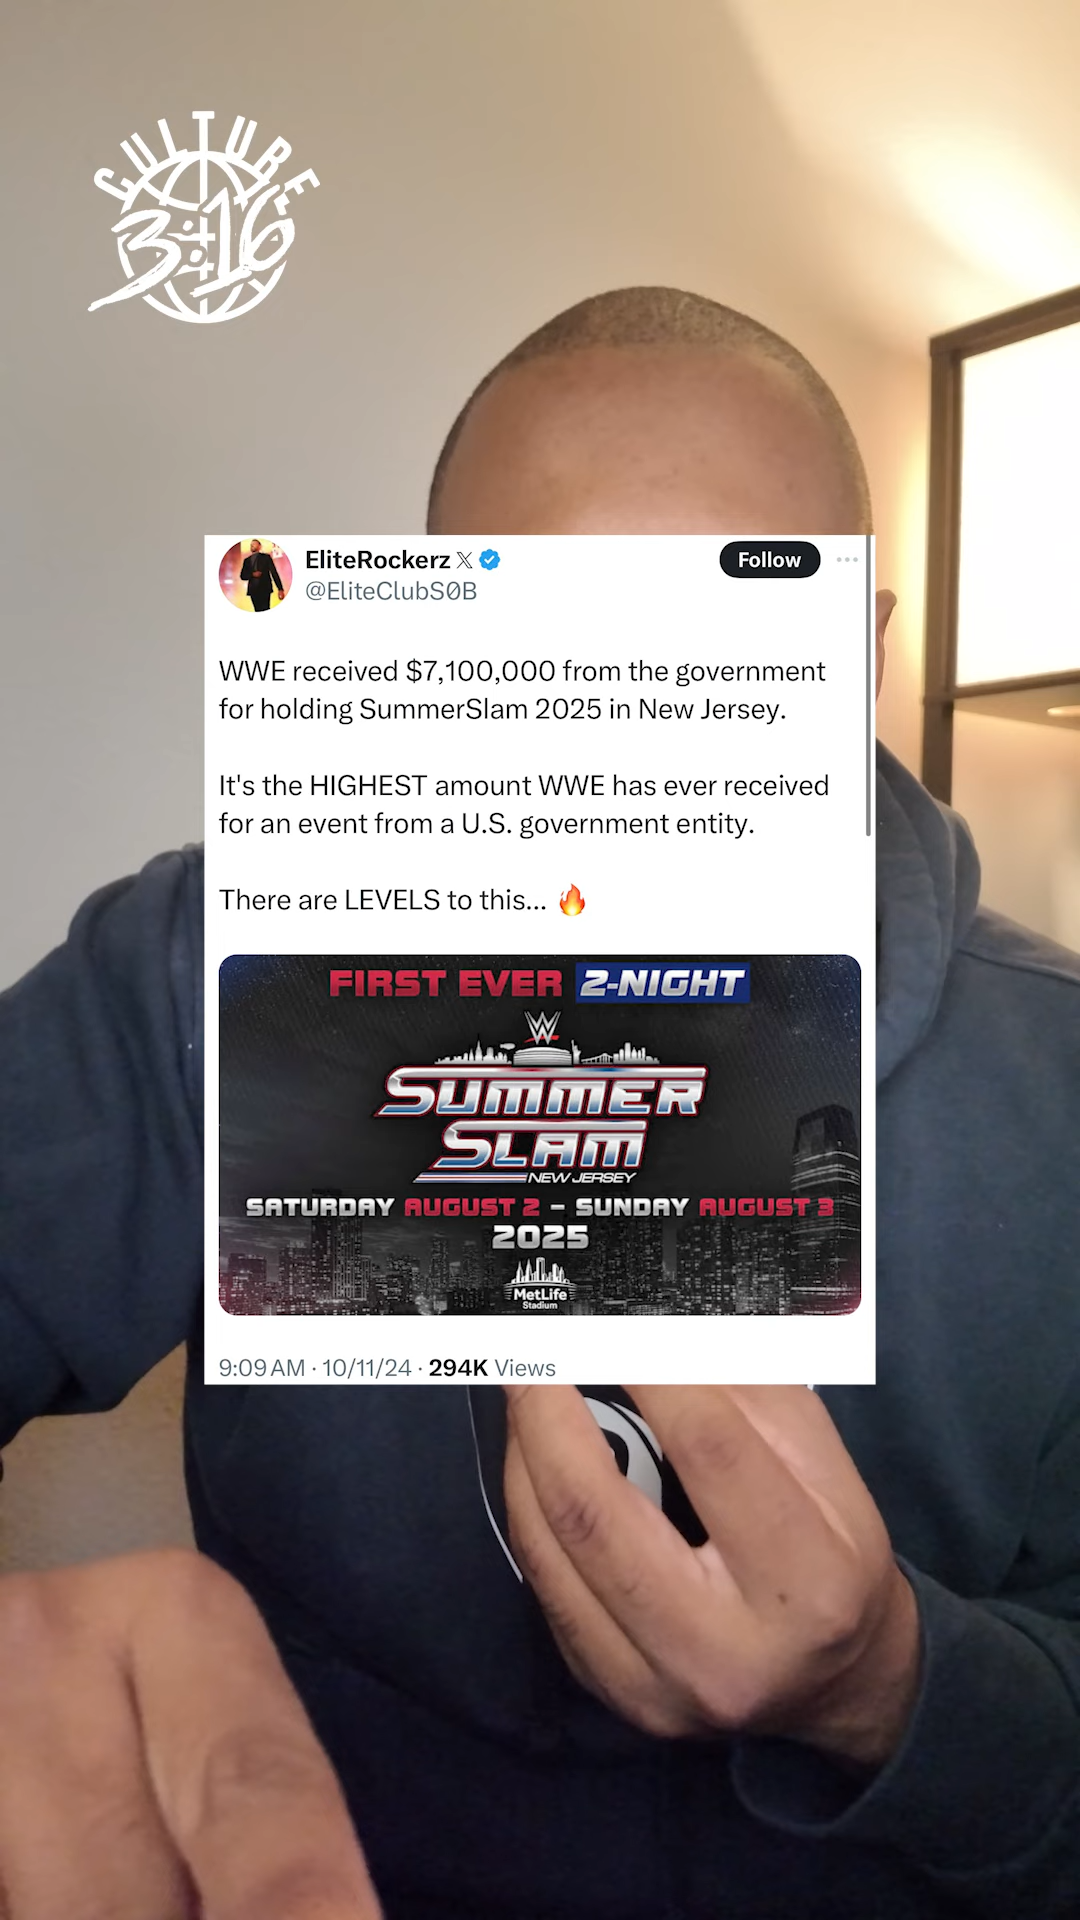 CULTURE
3:16
EliteRockerz X
Follow
@EliteClubSØB
WWE received $7,100,000 from the government
for holding SummerSlam 2025 in New Jersey.
It's the HIGHEST amount WWE has ever received
for an event from a U.S. government entity.
There are LEVELS to this... 🔥
FIRST EVER 2-NIGHT
W
SUMMER
SLAM
NEW JERSEY
SATURDAY AUGUST 2 – SUNDAY AUGUST 3
2025
MetLife
Stadium
9:09 AM · 10/11/24 · 294K Views